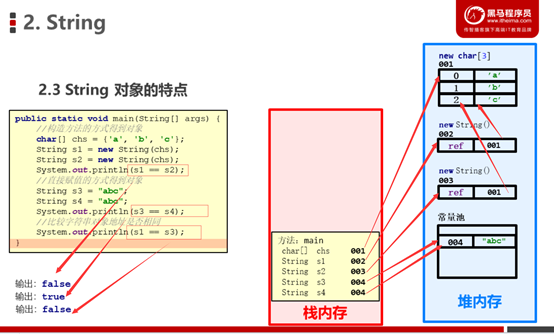 2. String
黑马程序员
www.itheima.com
传智播客旗下高端IT教育品牌
2.3 String 对象的特点
public static void main(String[] args) {
//构造方法的方式得到对象
char[] chs = {'a', 'b', 'c'};
String s1 = new String(chs);
String s2 = new String(chs);
System.out.println(s1 == s2);
//直接赋值的方式得到对象
String s3 = "abc";
String s4 = "abc";
System.out.println(s3 == s4);
//比较字符串对象地址是否相同
System.out.println(s1 == s3);
}
输出：false
输出：true
输出：false
方法：main
char[] chs 001
String s1 002
String s2 003
String s3 004
String s4 004
栈内存
new char[3]
001
0 'a'
1 'b'
2 'c'
new String()
002
ref 001
new String()
003
ref 001
常量池
004 "abc"
堆内存